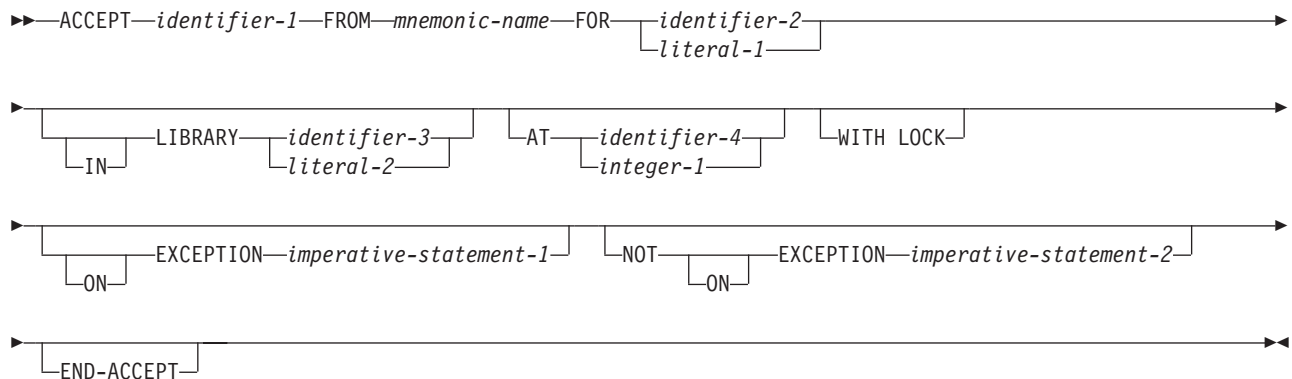 ACCEPT identifier-1 FROM mnemonic-name FOR identifier-2
literal-1
IN LIBRARY identifier-3 AT identifier-4 WITH LOCK
literal-2 integer-1
ON EXCEPTION imperative-statement-1 NOT ON EXCEPTION imperative-statement-2
END-ACCEPT